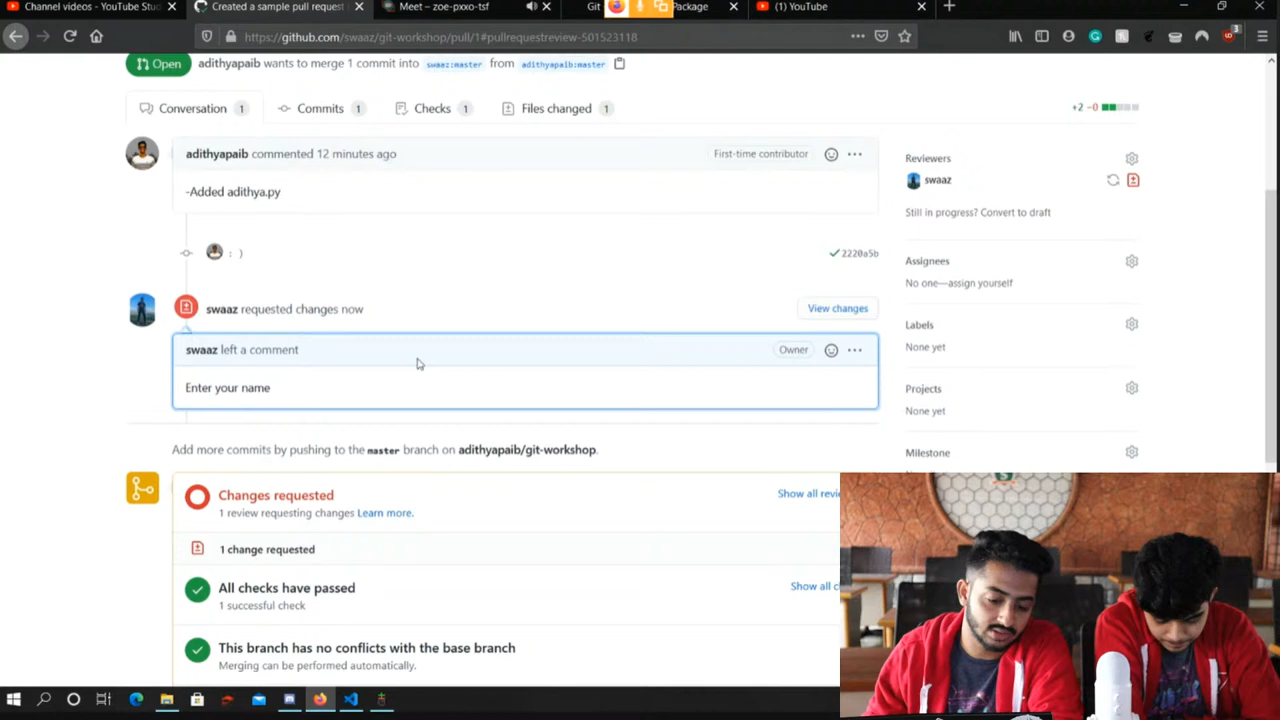 Channel videos - YouTube Stud
Created a sample pull request
Meet – zoe-pxxo-tsf
Git
Package
(1) YouTube
https://github.com/swaaz/git-workshop/pull/1#pullrequestreview-501523118
3
Open
adithyapaib wants to merge 1 commit into swaaz:master from adithyapaib:master
Conversation 1
Commits 1
Checks 1
Files changed 1
+2 −0
adithyapaib commented 12 minutes ago
First-time contributor
-Added adithya.py
: )
2220a5b
swaaz requested changes now
View changes
swaaz left a comment
Owner
Enter your name
Add more commits by pushing to the master branch on adithyapaib/git-workshop.
Changes requested
1 review requesting changes Learn more.
Show all revi
1 change requested
All checks have passed
1 successful check
Show all c
This branch has no conflicts with the base branch
Merging can be performed automatically.
Reviewers
swaaz
Still in progress? Convert to draft
Assignees
No one—assign yourself
Labels
None yet
Projects
None yet
Milestone